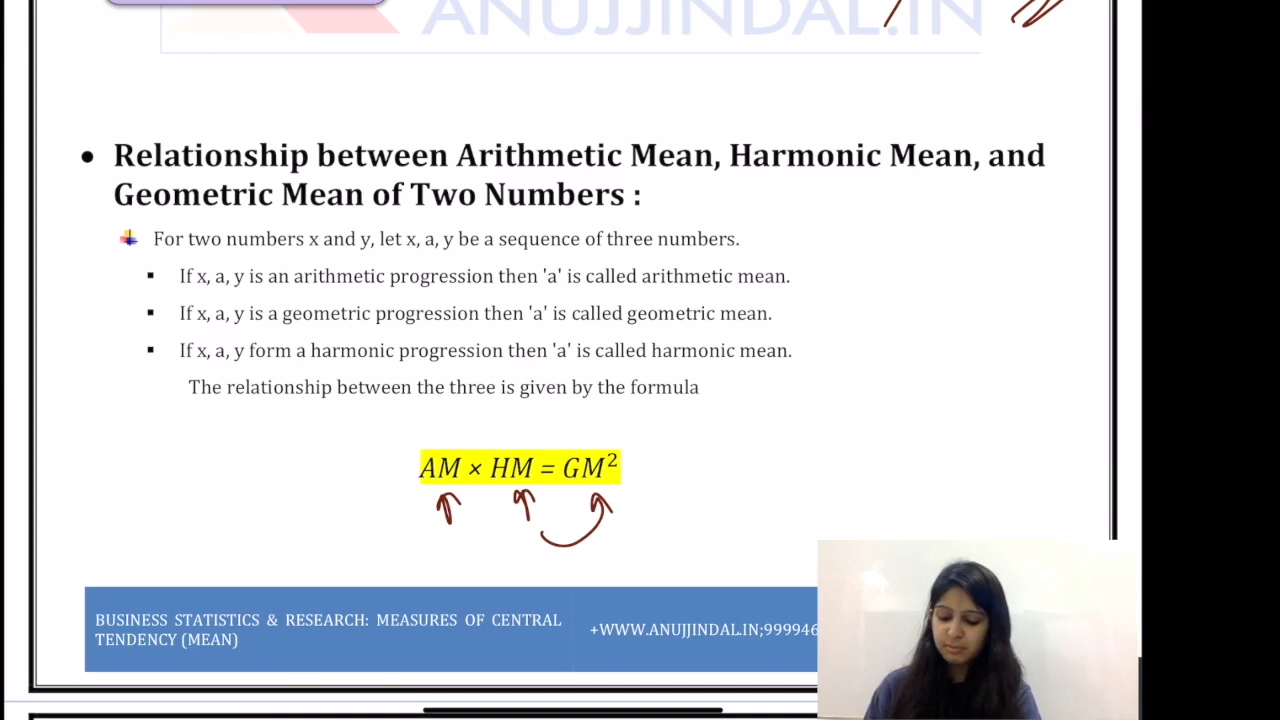 ANUJJINDAL.IN
• Relationship between Arithmetic Mean, Harmonic Mean, and
Geometric Mean of Two Numbers :
For two numbers x and y, let x, a, y be a sequence of three numbers.
▪ If x, a, y is an arithmetic progression then 'a' is called arithmetic mean.
▪ If x, a, y is a geometric progression then 'a' is called geometric mean.
▪ If x, a, y form a harmonic progression then 'a' is called harmonic mean.
The relationship between the three is given by the formula
AM × HM = GM²
BUSINESS STATISTICS & RESEARCH: MEASURES OF CENTRAL
TENDENCY (MEAN)
+WWW.ANUJJINDAL.IN;999946